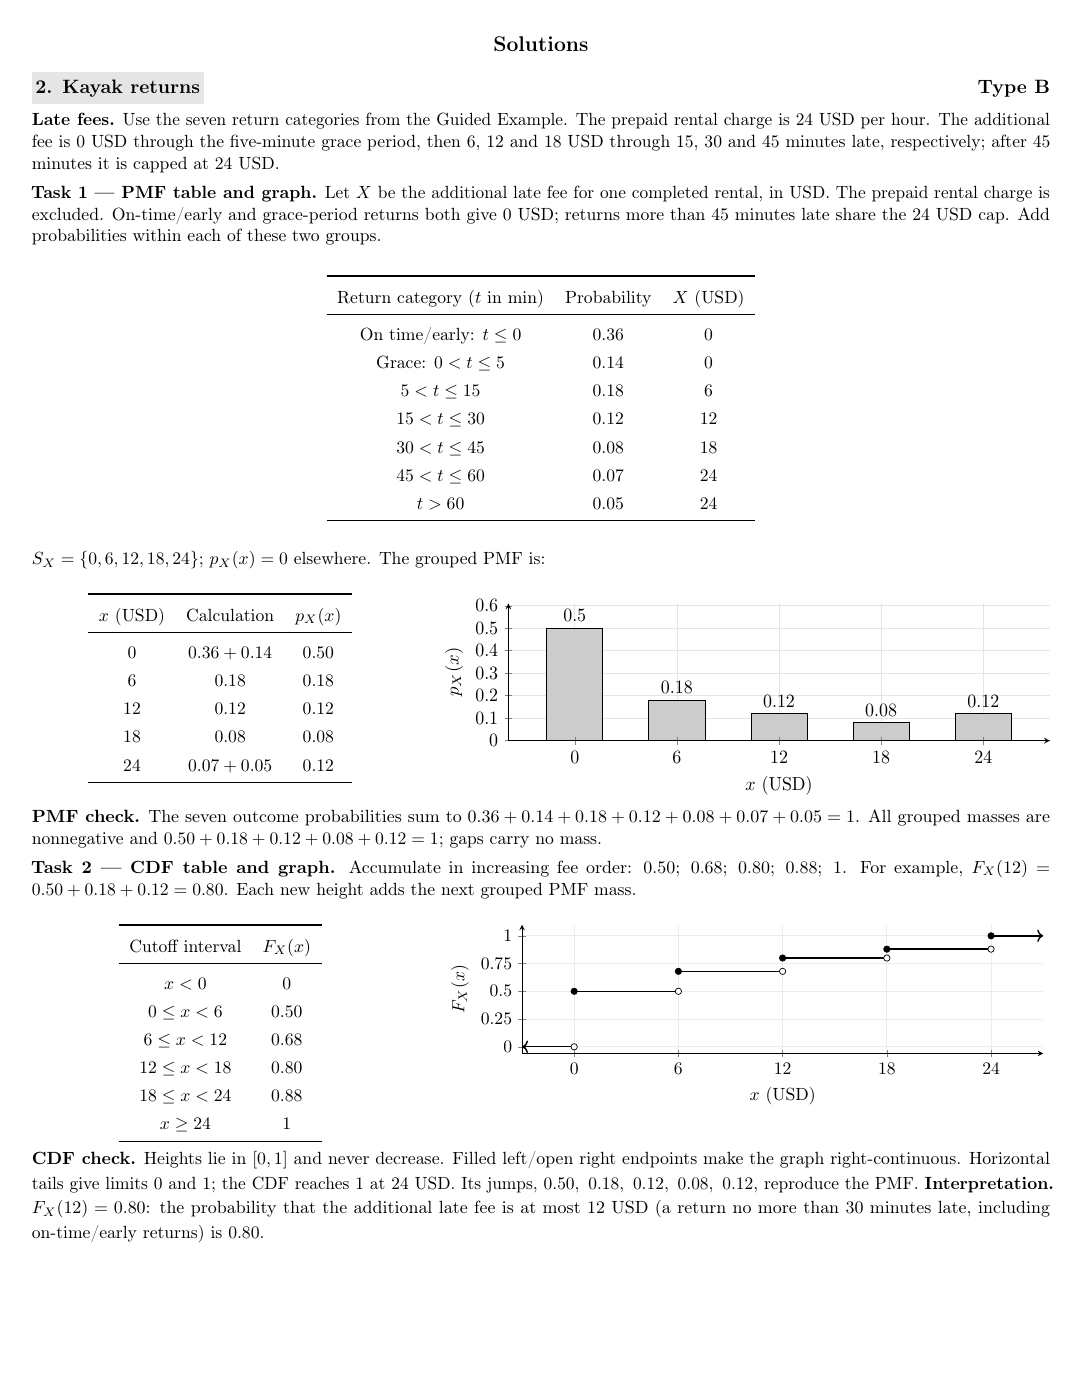 Solutions
2. Kayak returns
Type B
Late fees. Use the seven return categories from the Guided Example. The prepaid rental charge is 24 USD per hour. The additional
fee is 0 USD through the five-minute grace period, then 6, 12 and 18 USD through 15, 30 and 45 minutes late, respectively; after 45
minutes it is capped at 24 USD.
Task 1 — PMF table and graph. Let X be the additional late fee for one completed rental, in USD. The prepaid rental charge is
excluded. On-time/early and grace-period returns both give 0 USD; returns more than 45 minutes late share the 24 USD cap. Add
probabilities within each of these two groups.
Return category (t in min) Probability X (USD)
On time/early: t ≤ 0 0.36 0
Grace: 0 < t ≤ 5 0.14 0
5 < t ≤ 15 0.18 6
15 < t ≤ 30 0.12 12
30 < t ≤ 45 0.08 18
45 < t ≤ 60 0.07 24
t > 60 0.05 24
S_X = {0, 6, 12, 18, 24}; p_X(x) = 0 elsewhere. The grouped PMF is:
x (USD) Calculation p_X(x)
0 0.36 + 0.14 0.50
6 0.18 0.18
12 0.12 0.12
18 0.08 0.08
24 0.07 + 0.05 0.12
p_X(x)
0.6
0.5
0.4
0.3
0.2
0.1
0
0.5
0.18
0.12
0.08
0.12
0 6 12 18 24
x (USD)
PMF check. The seven outcome probabilities sum to 0.36 + 0.14 + 0.18 + 0.12 + 0.08 + 0.07 + 0.05 = 1. All grouped masses are
nonnegative and 0.50 + 0.18 + 0.12 + 0.08 + 0.12 = 1; gaps carry no mass.
Task 2 — CDF table and graph. Accumulate in increasing fee order: 0.50; 0.68; 0.80; 0.88; 1. For example, F_X(12) =
0.50 + 0.18 + 0.12 = 0.80. Each new height adds the next grouped PMF mass.
Cutoff interval F_X(x)
x < 0 0
0 ≤ x < 6 0.50
6 ≤ x < 12 0.68
12 ≤ x < 18 0.80
18 ≤ x < 24 0.88
x ≥ 24 1
F_X(x)
1
0.75
0.5
0.25
0
0 6 12 18 24
x (USD)
CDF check. Heights lie in [0, 1] and never decrease. Filled left/open right endpoints make the graph right-continuous. Horizontal
tails give limits 0 and 1; the CDF reaches 1 at 24 USD. Its jumps, 0.50, 0.18, 0.12, 0.08, 0.12, reproduce the PMF. Interpretation.
F_X(12) = 0.80: the probability that the additional late fee is at most 12 USD (a return no more than 30 minutes late, including
on-time/early returns) is 0.80.